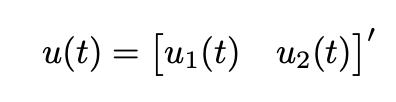 u(t) = [u₁(t) u₂(t)]′